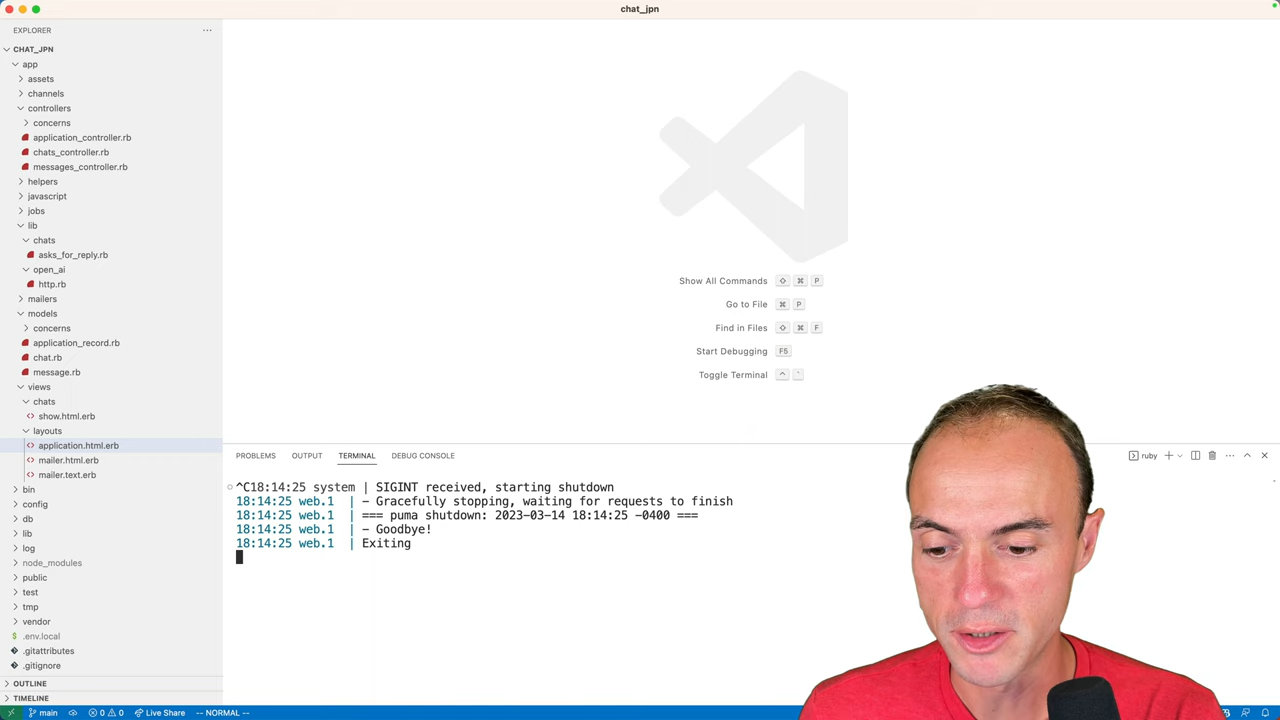 chat_jpn
EXPLORER
CHAT_JPN
app
assets
channels
controllers
concerns
application_controller.rb
chats_controller.rb
messages_controller.rb
helpers
javascript
jobs
lib
chats
asks_for_reply.rb
open_ai
http.rb
mailers
models
concerns
application_record.rb
chat.rb
message.rb
views
chats
show.html.erb
layouts
application.html.erb
mailer.html.erb
mailer.text.erb
bin
config
db
lib
log
node_modules
public
test
tmp
vendor
.env.local
.gitattributes
.gitignore
OUTLINE
TIMELINE
Show All Commands ⇧ ⌘ P
Go to File ⌘ P
Find in Files ⇧ ⌘ F
Start Debugging F5
Toggle Terminal ^ `
PROBLEMS OUTPUT TERMINAL DEBUG CONSOLE
ruby
^C18:14:25 system | SIGINT received, starting shutdown
18:14:25 web.1 | - Gracefully stopping, waiting for requests to finish
18:14:25 web.1 | === puma shutdown: 2023-03-14 18:14:25 -0400 ===
18:14:25 web.1 | - Goodbye!
18:14:25 web.1 | Exiting
main 0 0 Live Share -- NORMAL --